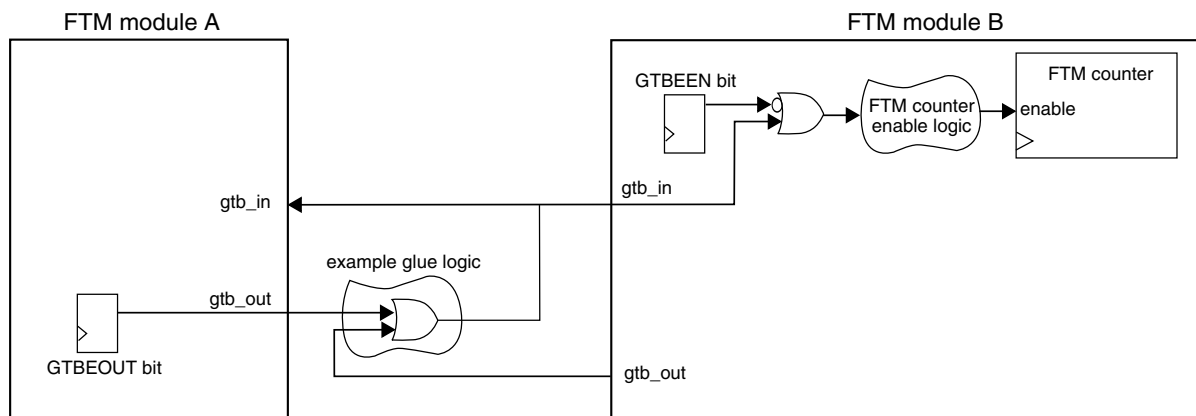 FTM module A
FTM module B
GTBEEN bit
FTM counter
enable logic
FTM counter
enable
gtb_in
gtb_in
example glue logic
gtb_out
GTBEOUT bit
gtb_out